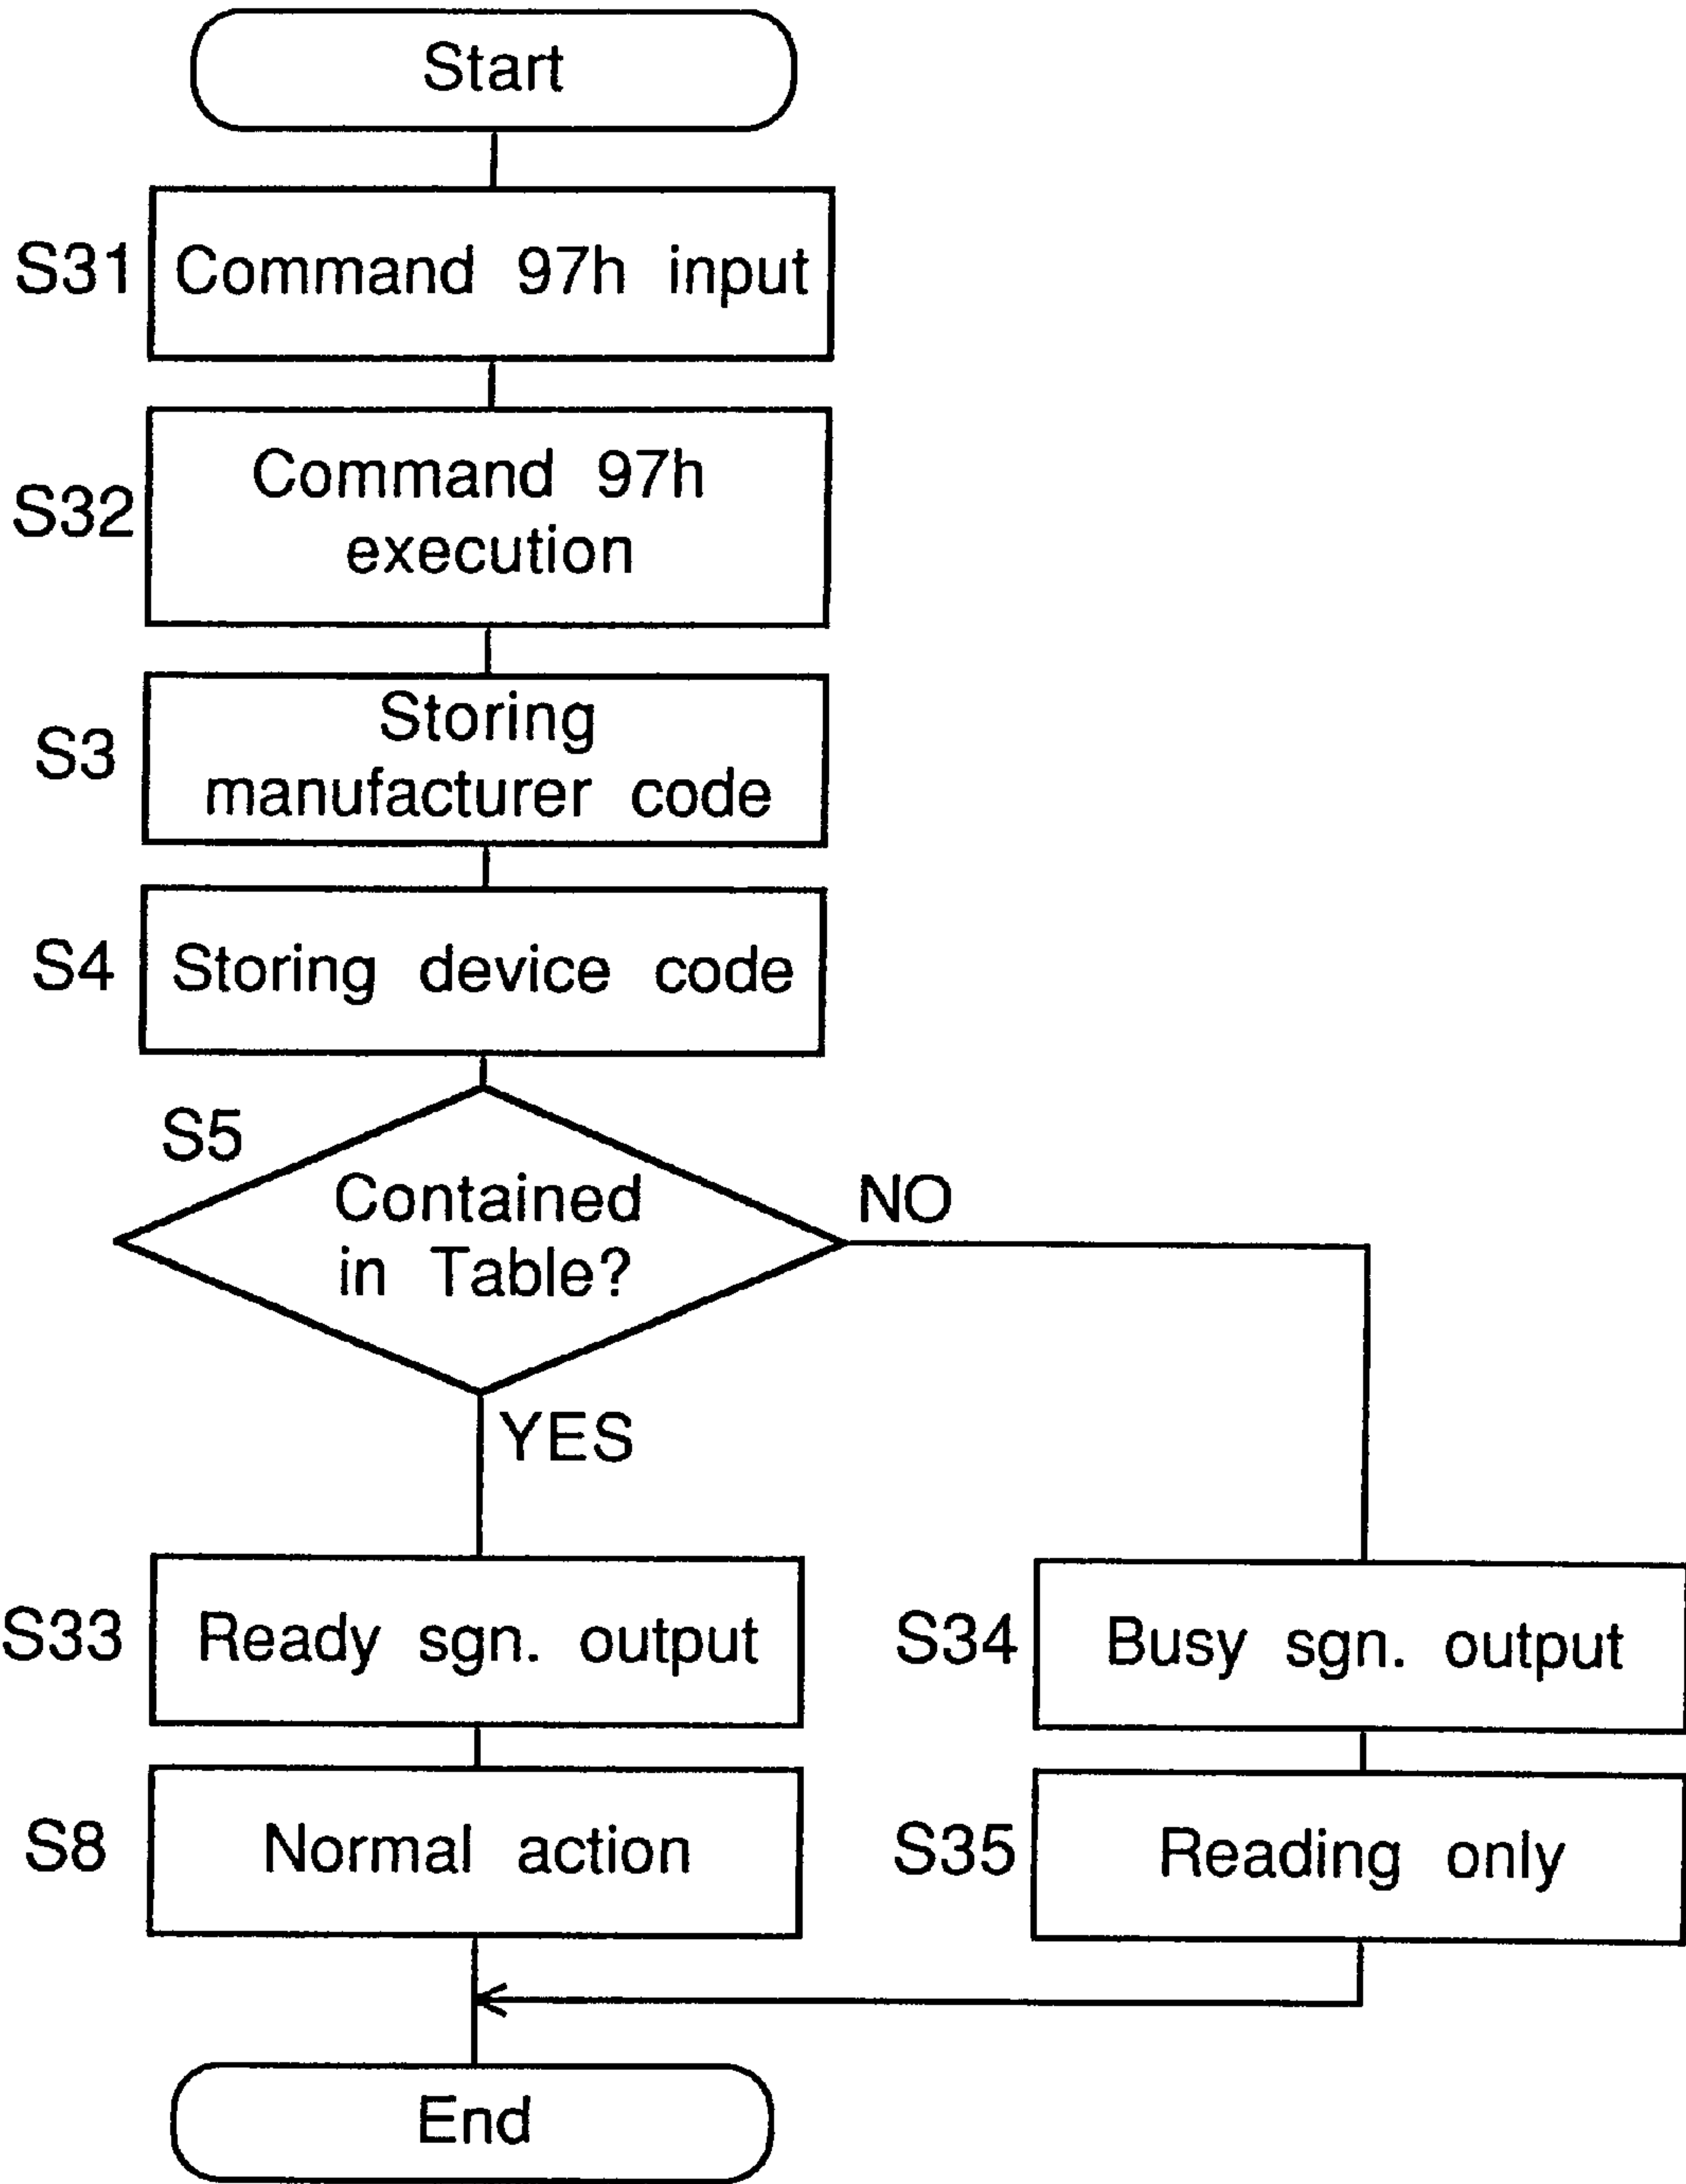 Start
S31
Command 97h input
S32
Command 97h
execution
S3
Storing
manufacturer code
S4
Storing device code
S5
Contained
in Table?
NO
YES
S33
Ready sgn. output
S34
Busy sgn. output
S8
Normal action
S35
Reading only
End